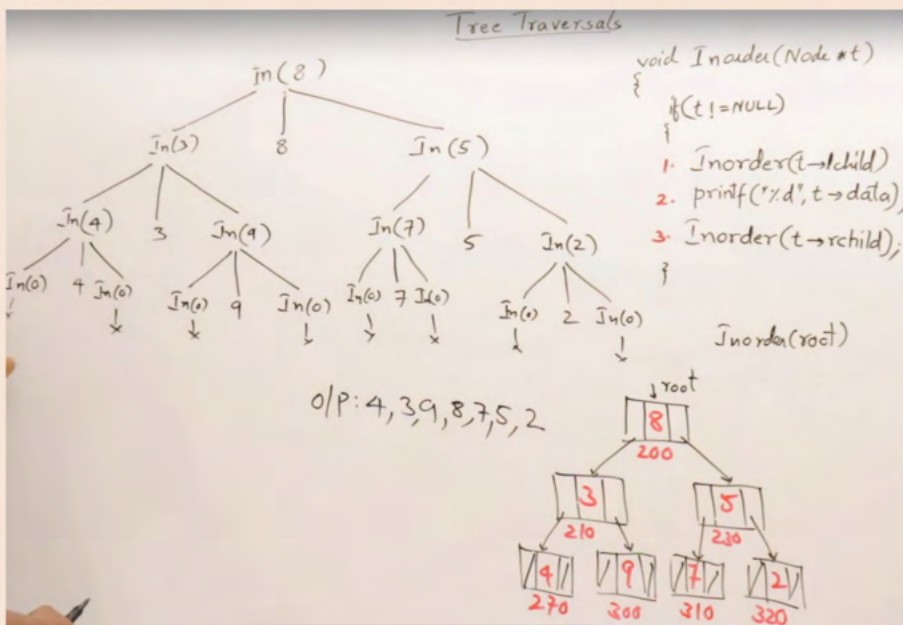 Tree Traversals
In(8)
In(3) 8 In(5)
In(4) 3 In(9) In(7) 5 In(2)
In(0) 4 In(0) In(0) 9 In(0) In(0) 7 In(0) In(0) 2 In(0)
O/P: 4, 3, 9, 8, 7, 5, 2
void Inorder(Node *t)
{
if(t != NULL)
{
1. Inorder(t→lchild)
2. printf("%d", t→data),
3. Inorder(t→rchild);
}
Inorder(root)
root
8
200
3 5
210 230
4 9 7 2
270 300 310 320